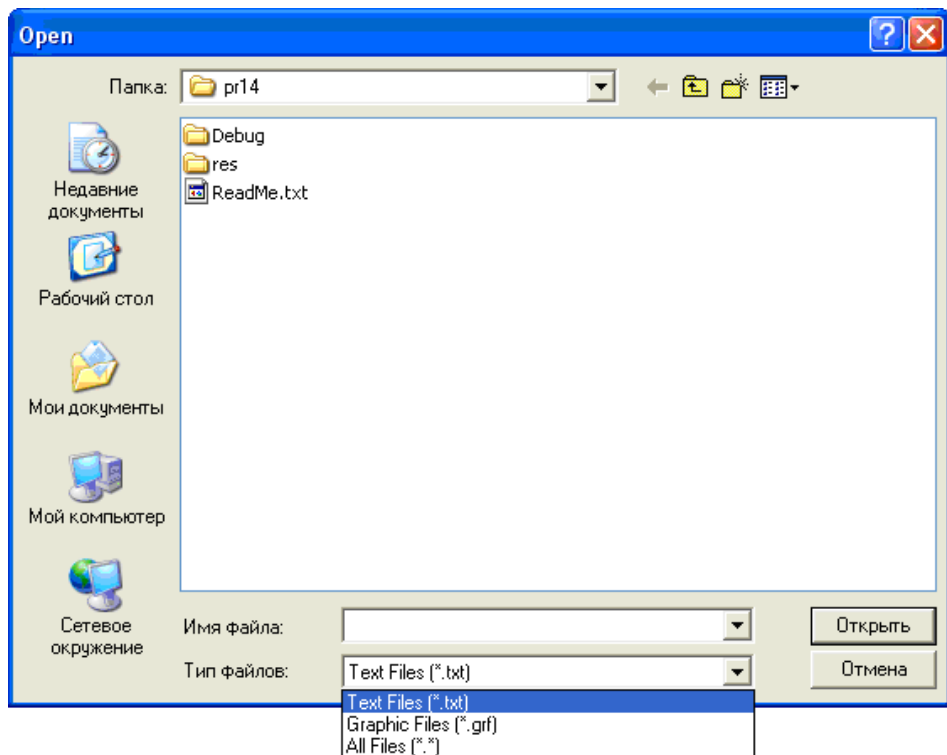 Open
Папка: pr14
Debug
res
ReadMe.txt
Недавние
документы
Рабочий стол
Мои документы
Мой компьютер
Сетевое
окружение
Имя файла:
Открыть
Тип файлов: Text Files (*.txt)
Отмена
Text Files (*.txt)
Graphic Files (*.grf)
All Files (*.*)